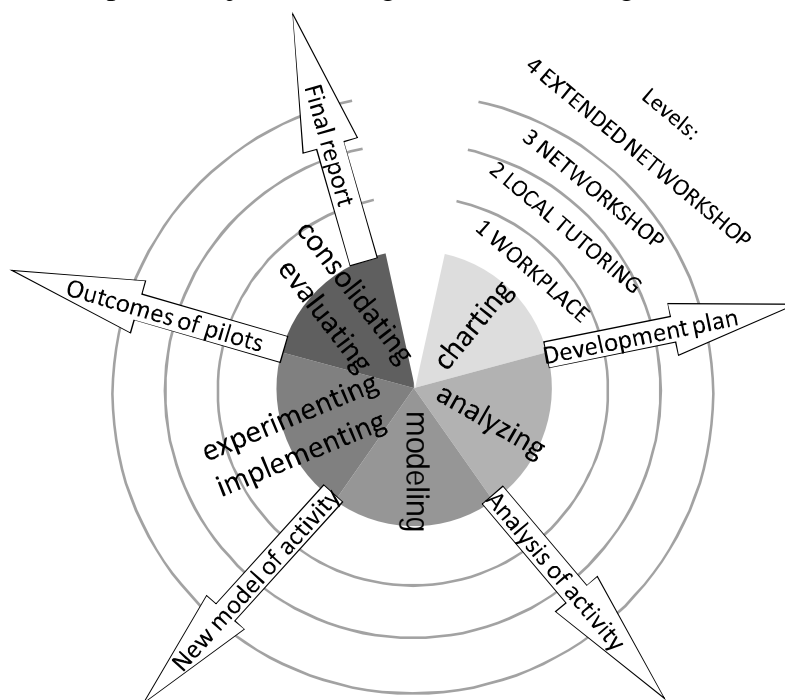 Final report
Levels:
4 EXTENDED NETWORKSHOP
3 NETWORKSHOP
2 LOCAL TUTORING
1 WORKPLACE
charting
Development plan
analyzing
Analysis of activity
modeling
New model of activity
experimenting
implementing
Outcomes of pilots
consolidating
evaluating